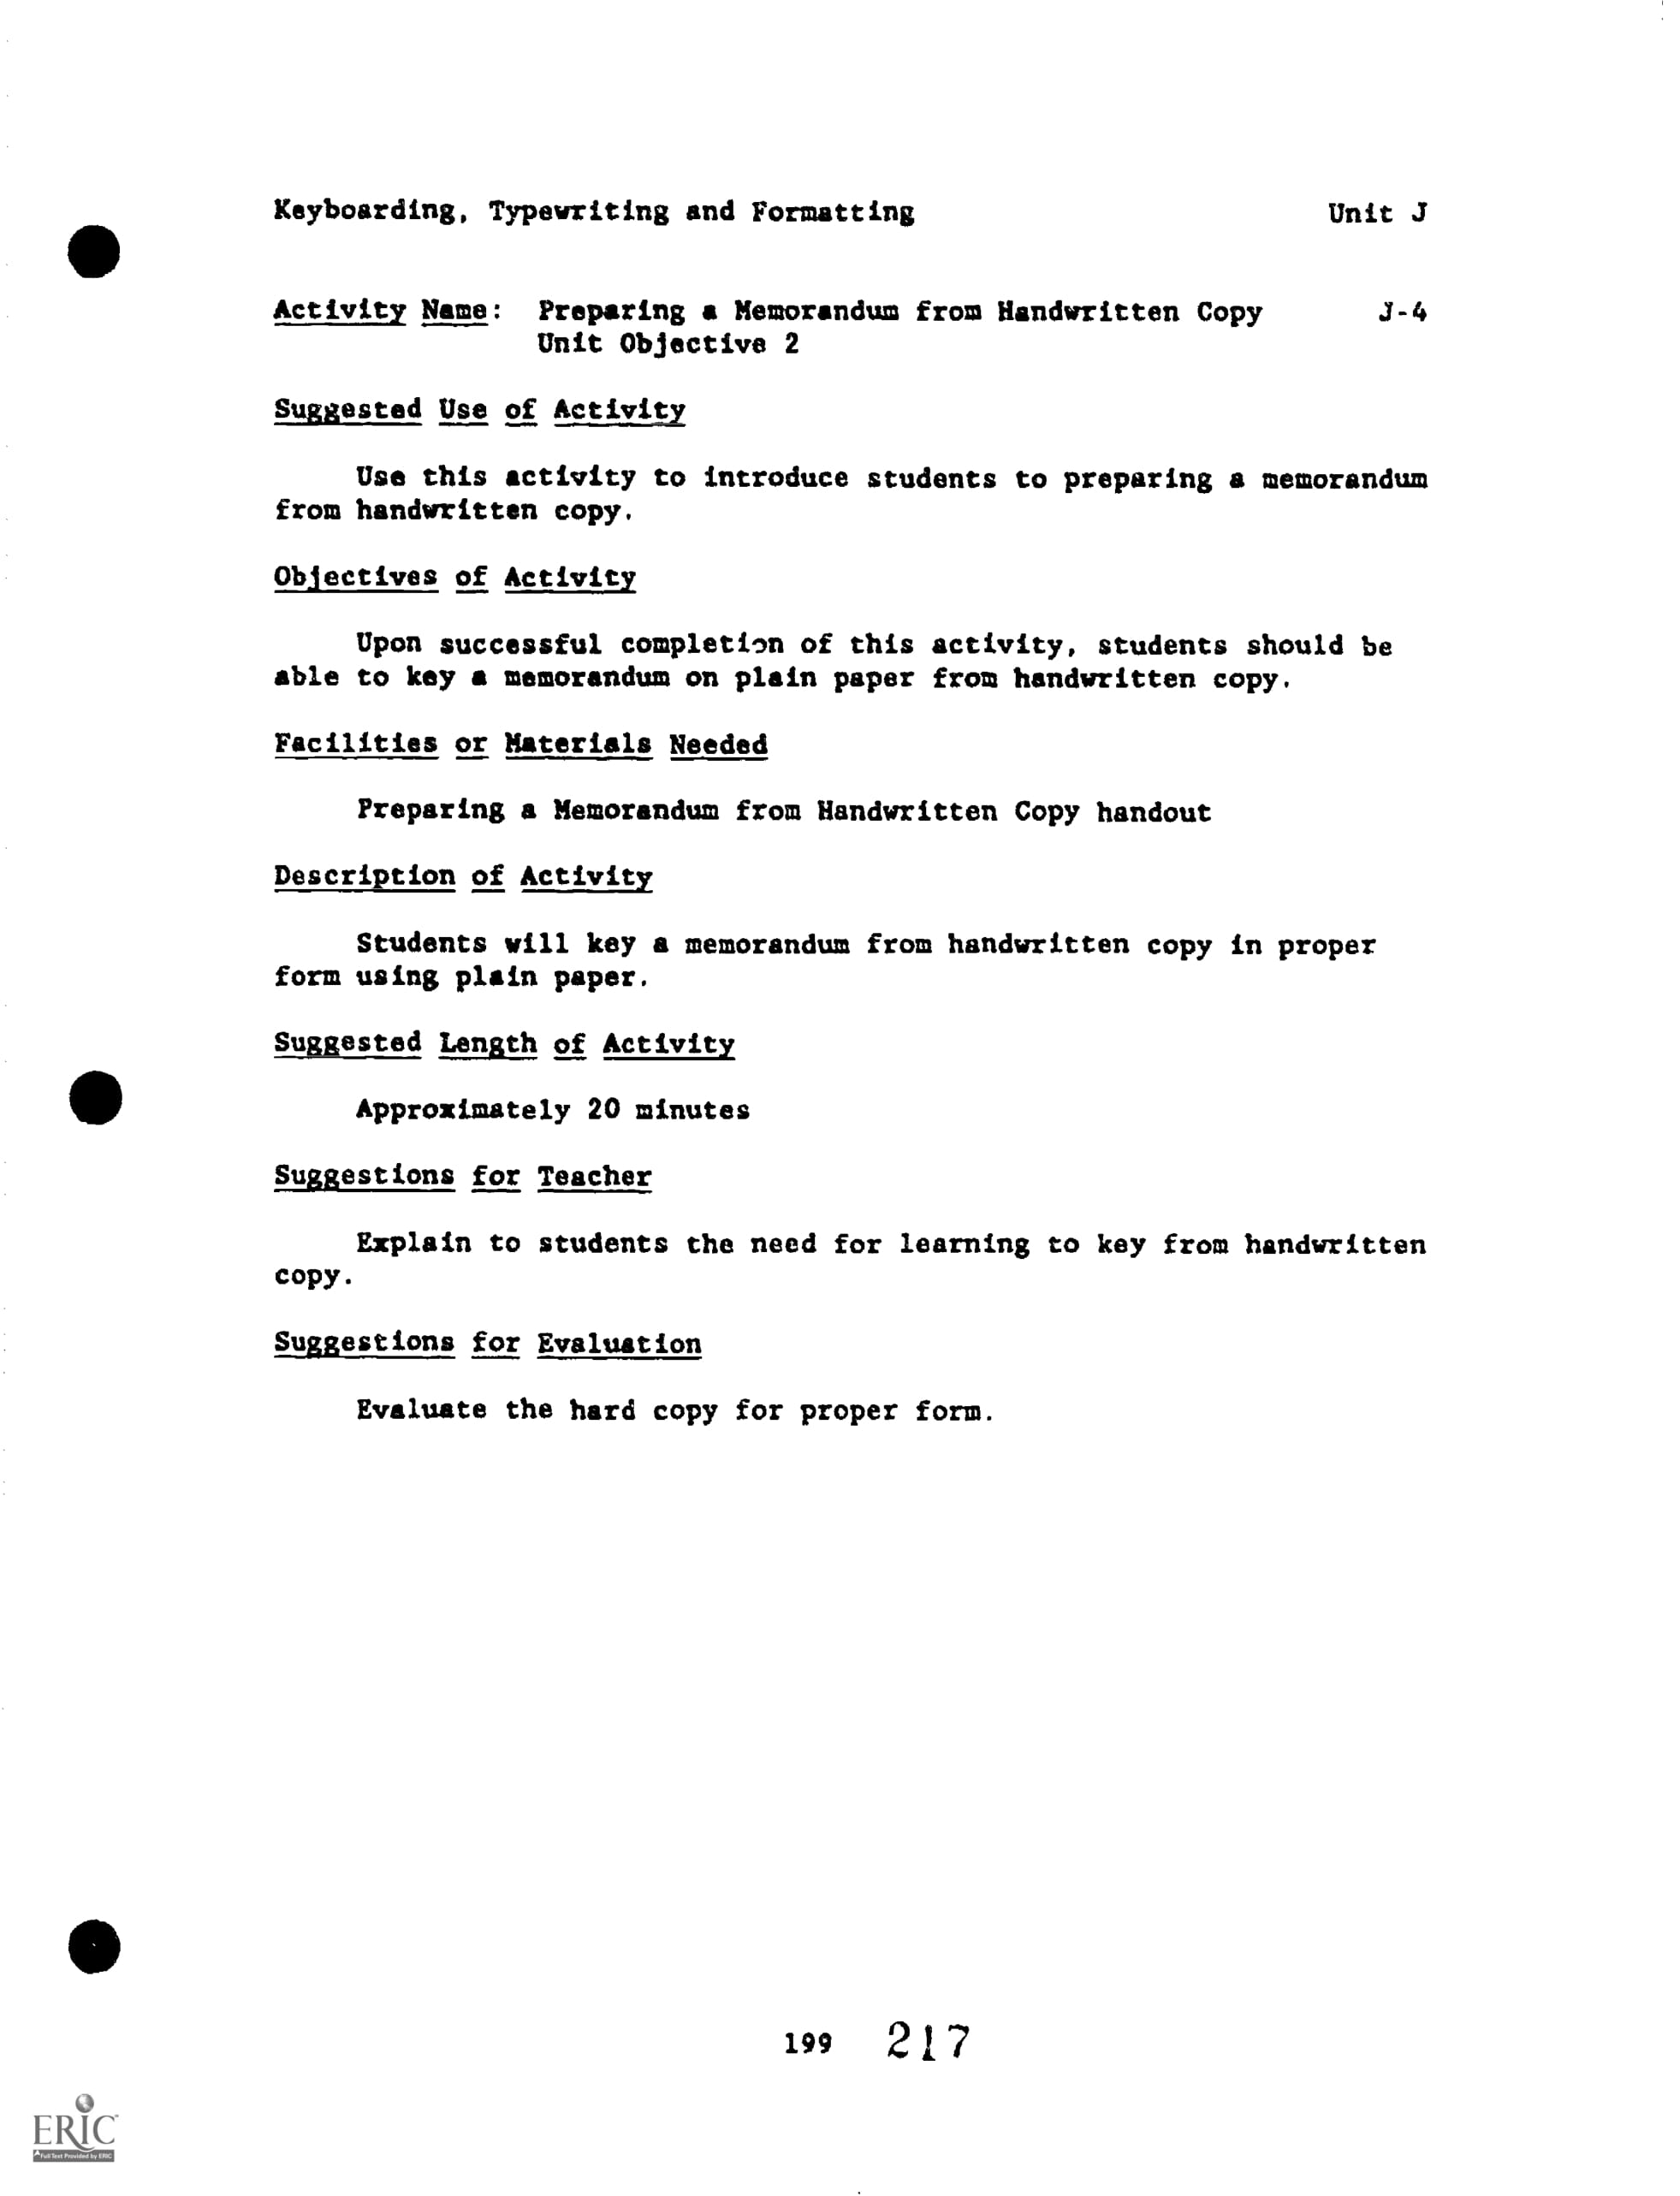 Keyboarding, Typewriting and Formatting Unit J
Activity Name: Preparing a Memorandum from Handwritten Copy J-4
Unit Objective 2
Suggested Use of Activity
Use this activity to introduce students to preparing a memorandum
from handwritten copy.
Objectives of Activity
Upon successful completion of this activity, students should be
able to key a memorandum on plain paper from handwritten copy.
Facilities or Materials Needed
Preparing a Memorandum from Handwritten Copy handout
Description of Activity
Students will key a memorandum from handwritten copy in proper
form using plain paper.
Suggested Length of Activity
Approximately 20 minutes
Suggestions for Teacher
Explain to students the need for learning to key from handwritten
copy.
Suggestions for Evaluation
Evaluate the hard copy for proper form.
199 217
ERIC
Full Text Provided by ERIC